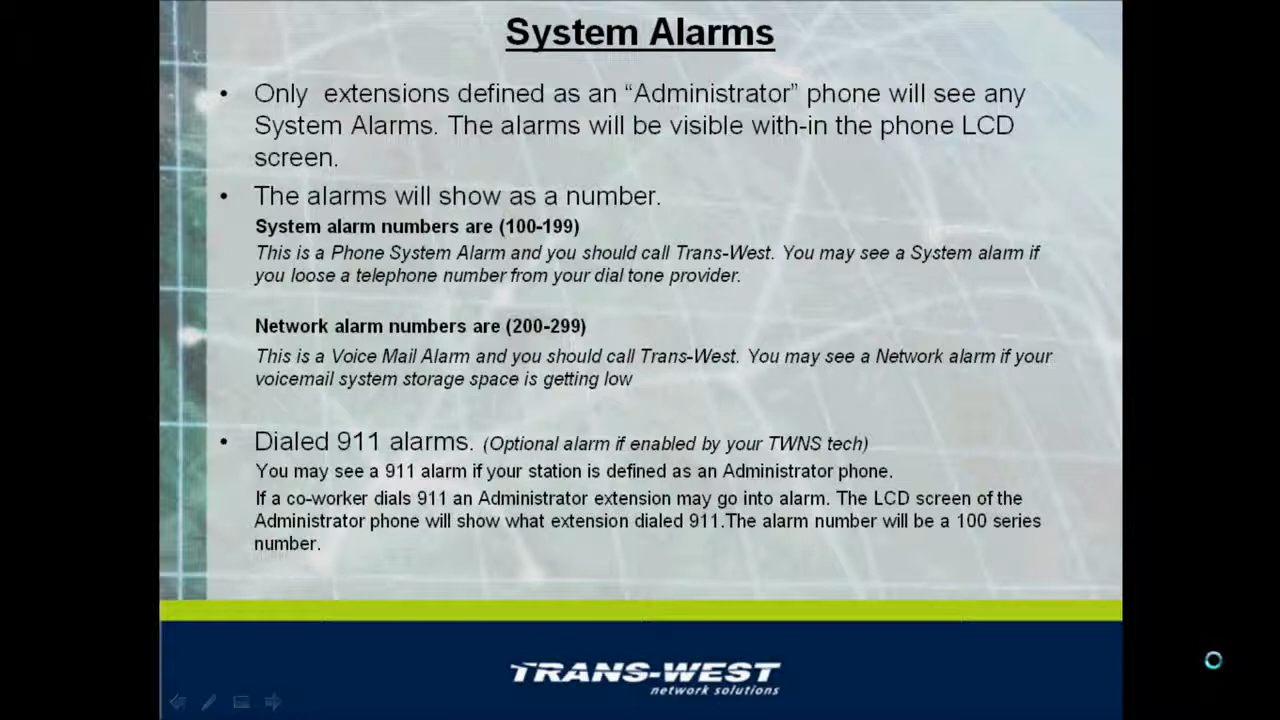 System Alarms
• Only  extensions defined as an “Administrator” phone will see any
System Alarms. The alarms will be visible with-in the phone LCD
screen.
• The alarms will show as a number.
System alarm numbers are (100-199)
This is a Phone System Alarm and you should call Trans-West. You may see a System alarm if
you loose a telephone number from your dial tone provider.
Network alarm numbers are (200-299)
This is a Voice Mail Alarm and you should call Trans-West. You may see a Network alarm if your
voicemail system storage space is getting low
• Dialed 911 alarms. (Optional alarm if enabled by your TWNS tech)
You may see a 911 alarm if your station is defined as an Administrator phone.
If a co-worker dials 911 an Administrator extension may go into alarm. The LCD screen of the
Administrator phone will show what extension dialed 911.The alarm number will be a 100 series
number.
TRANS-WEST
network solutions